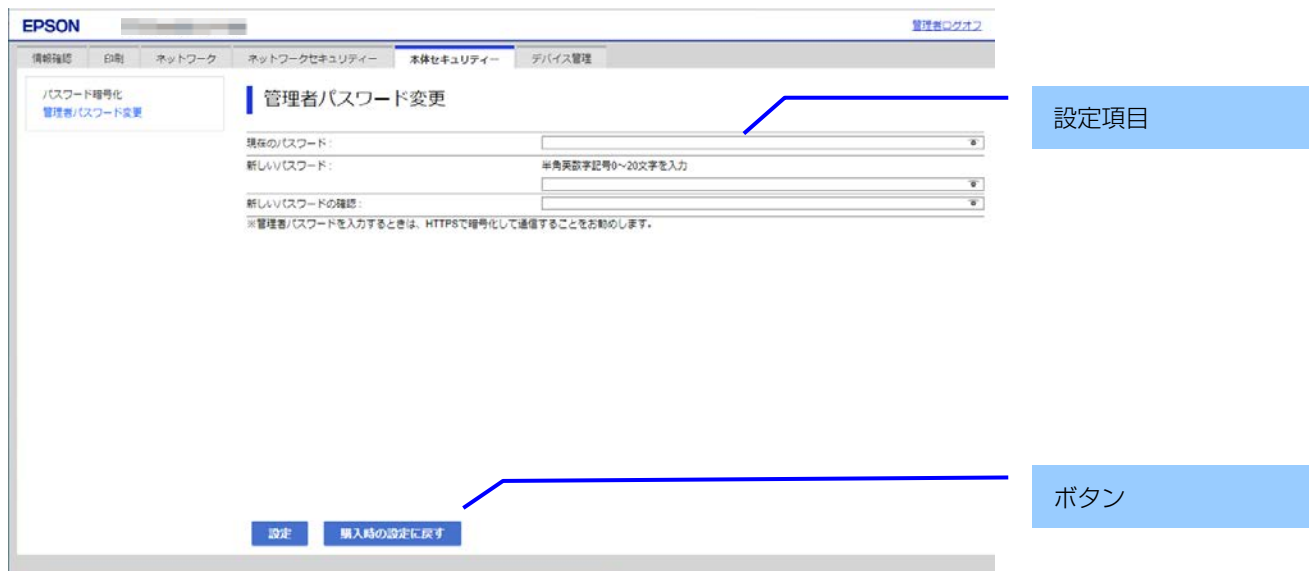 EPSON
管理者ログオフ
情報確認 印刷 ネットワーク ネットワークセキュリティー 本体セキュリティー デバイス管理
パスワード暗号化
管理者パスワード変更
管理者パスワード変更
設定項目
現在のパスワード :
新しいパスワード : 半角英数字記号0～20文字を入力
新しいパスワードの確認 :
※管理者パスワードを入力するときは、HTTPSで暗号化して通信することをお勧めします。
ボタン
設定 購入時の設定に戻す